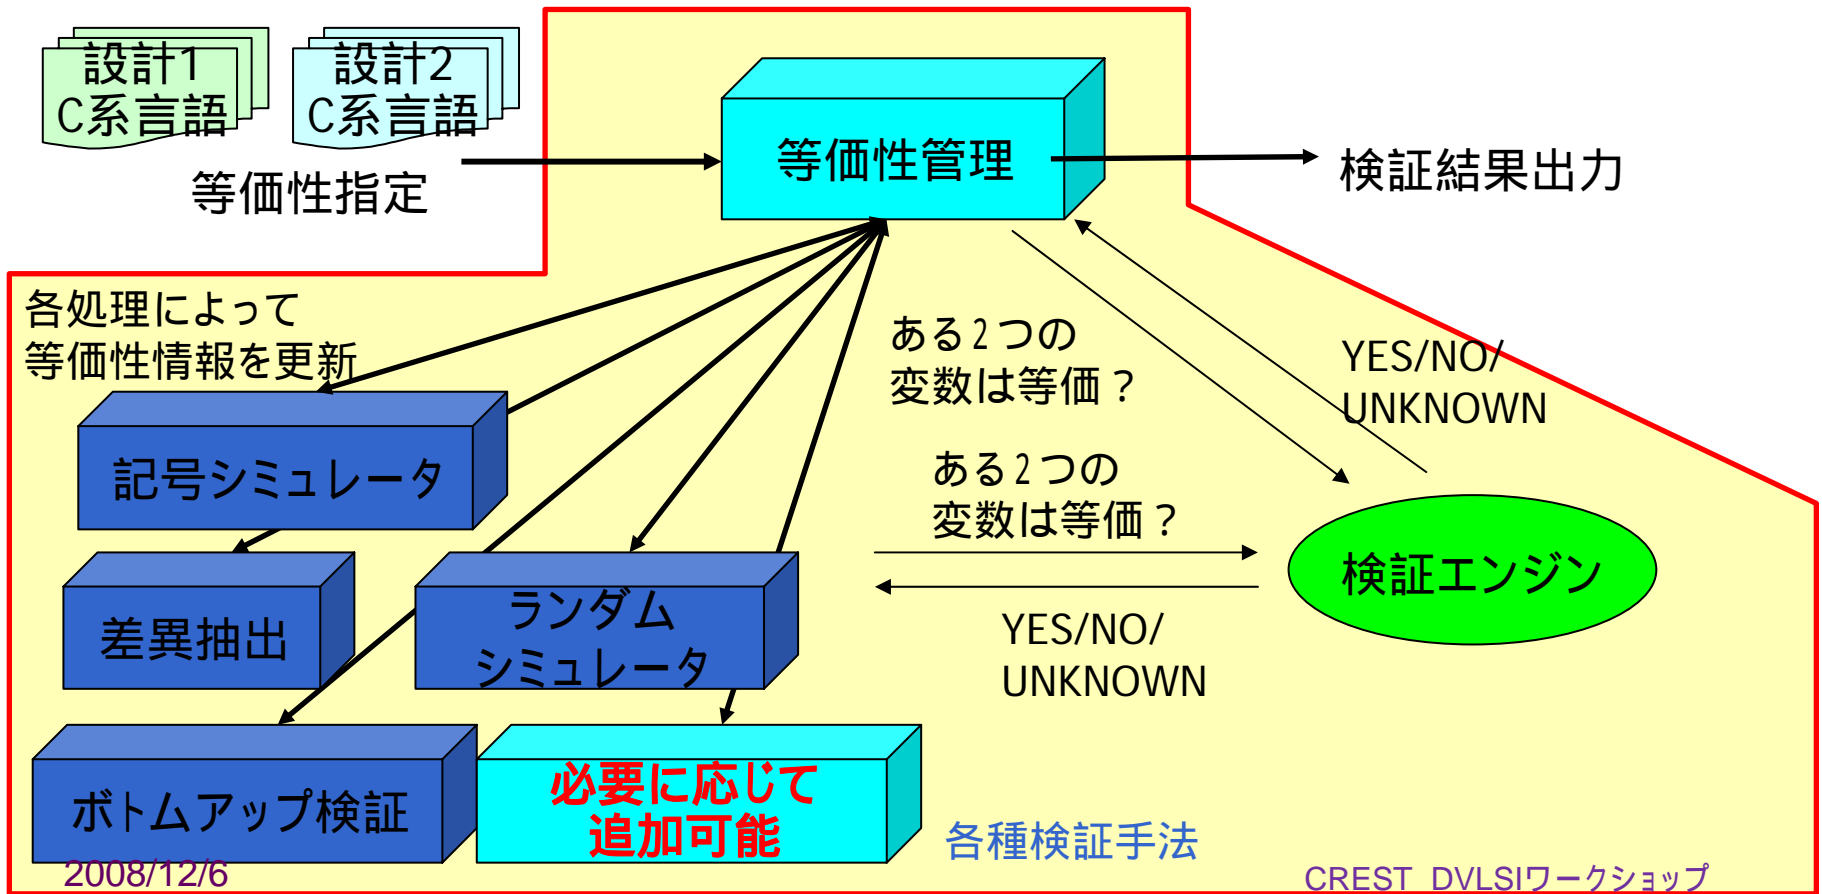 設計1
C系言語
設計2
C系言語
等価性指定
等価性管理
検証結果出力
各処理によって
等価性情報を更新
ある2つの
変数は等価？
YES/NO/
UNKNOWN
記号シミュレータ
ある2つの
変数は等価？
検証エンジン
差異抽出
ランダム
シミュレータ
YES/NO/
UNKNOWN
ボトムアップ検証
必要に応じて
追加可能
各種検証手法
2008/12/6
CREST DVLSIワークショップ